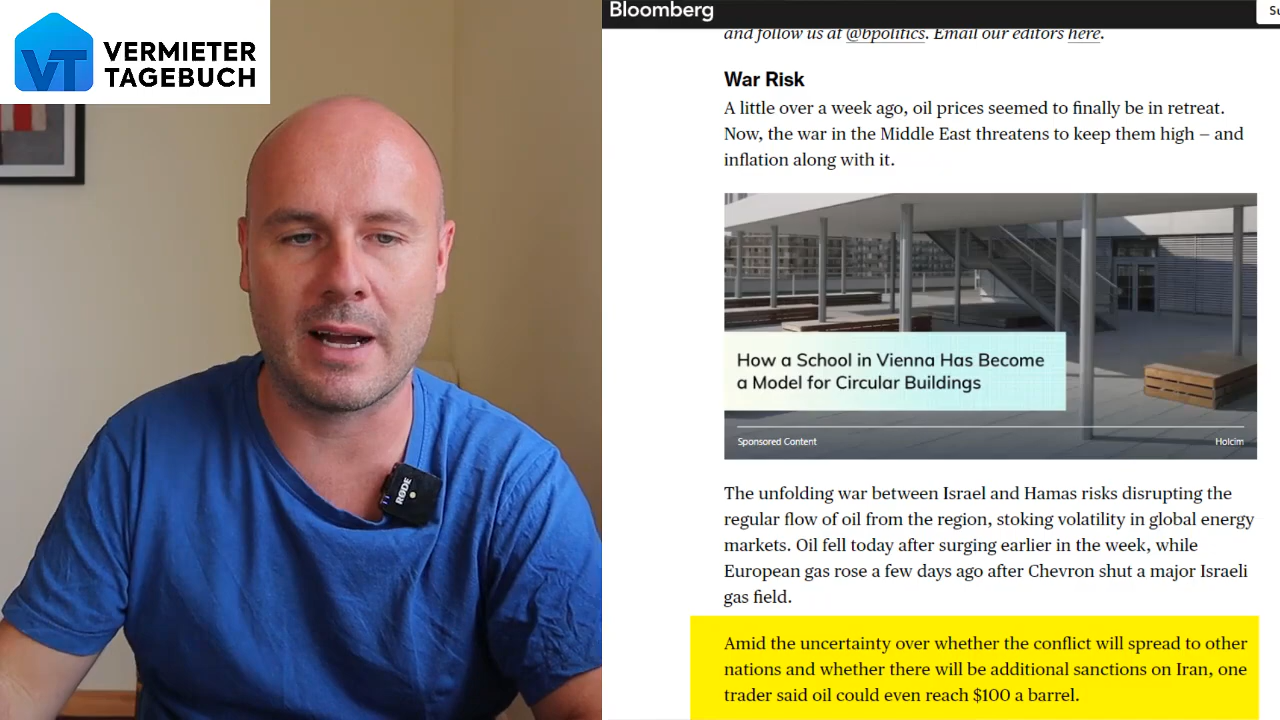 VT VERMIETER
TAGEBUCH
RØDE
Bloomberg
Su
and follow us at @bpolitics. Email our editors here.
War Risk
A little over a week ago, oil prices seemed to finally be in retreat.
Now, the war in the Middle East threatens to keep them high – and
inflation along with it.
How a School in Vienna Has Become
a Model for Circular Buildings
Sponsored Content
Holcim
The unfolding war between Israel and Hamas risks disrupting the
regular flow of oil from the region, stoking volatility in global energy
markets. Oil fell today after surging earlier in the week, while
European gas rose a few days ago after Chevron shut a major Israeli
gas field.
Amid the uncertainty over whether the conflict will spread to other
nations and whether there will be additional sanctions on Iran, one
trader said oil could even reach $100 a barrel.